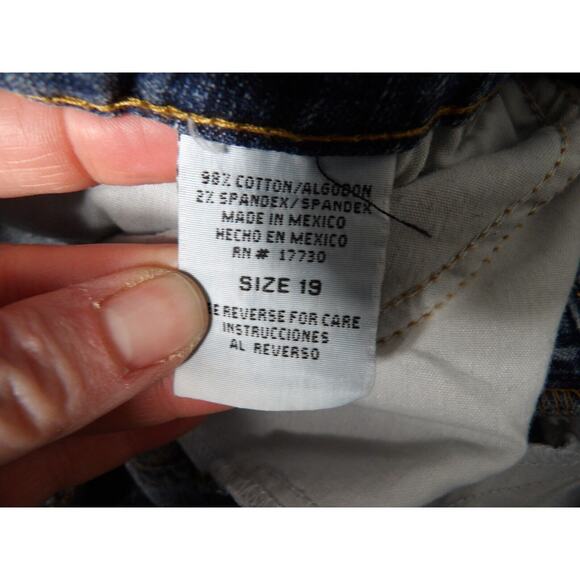 98% COTTON/ALGODON
2% SPANDEX/SPANDEX
MADE IN MEXICO
HECHO EN MEXICO
RN # 17730
SIZE 19
REVERSE FOR CARE
INSTRUCCIONES
AL REVERSO